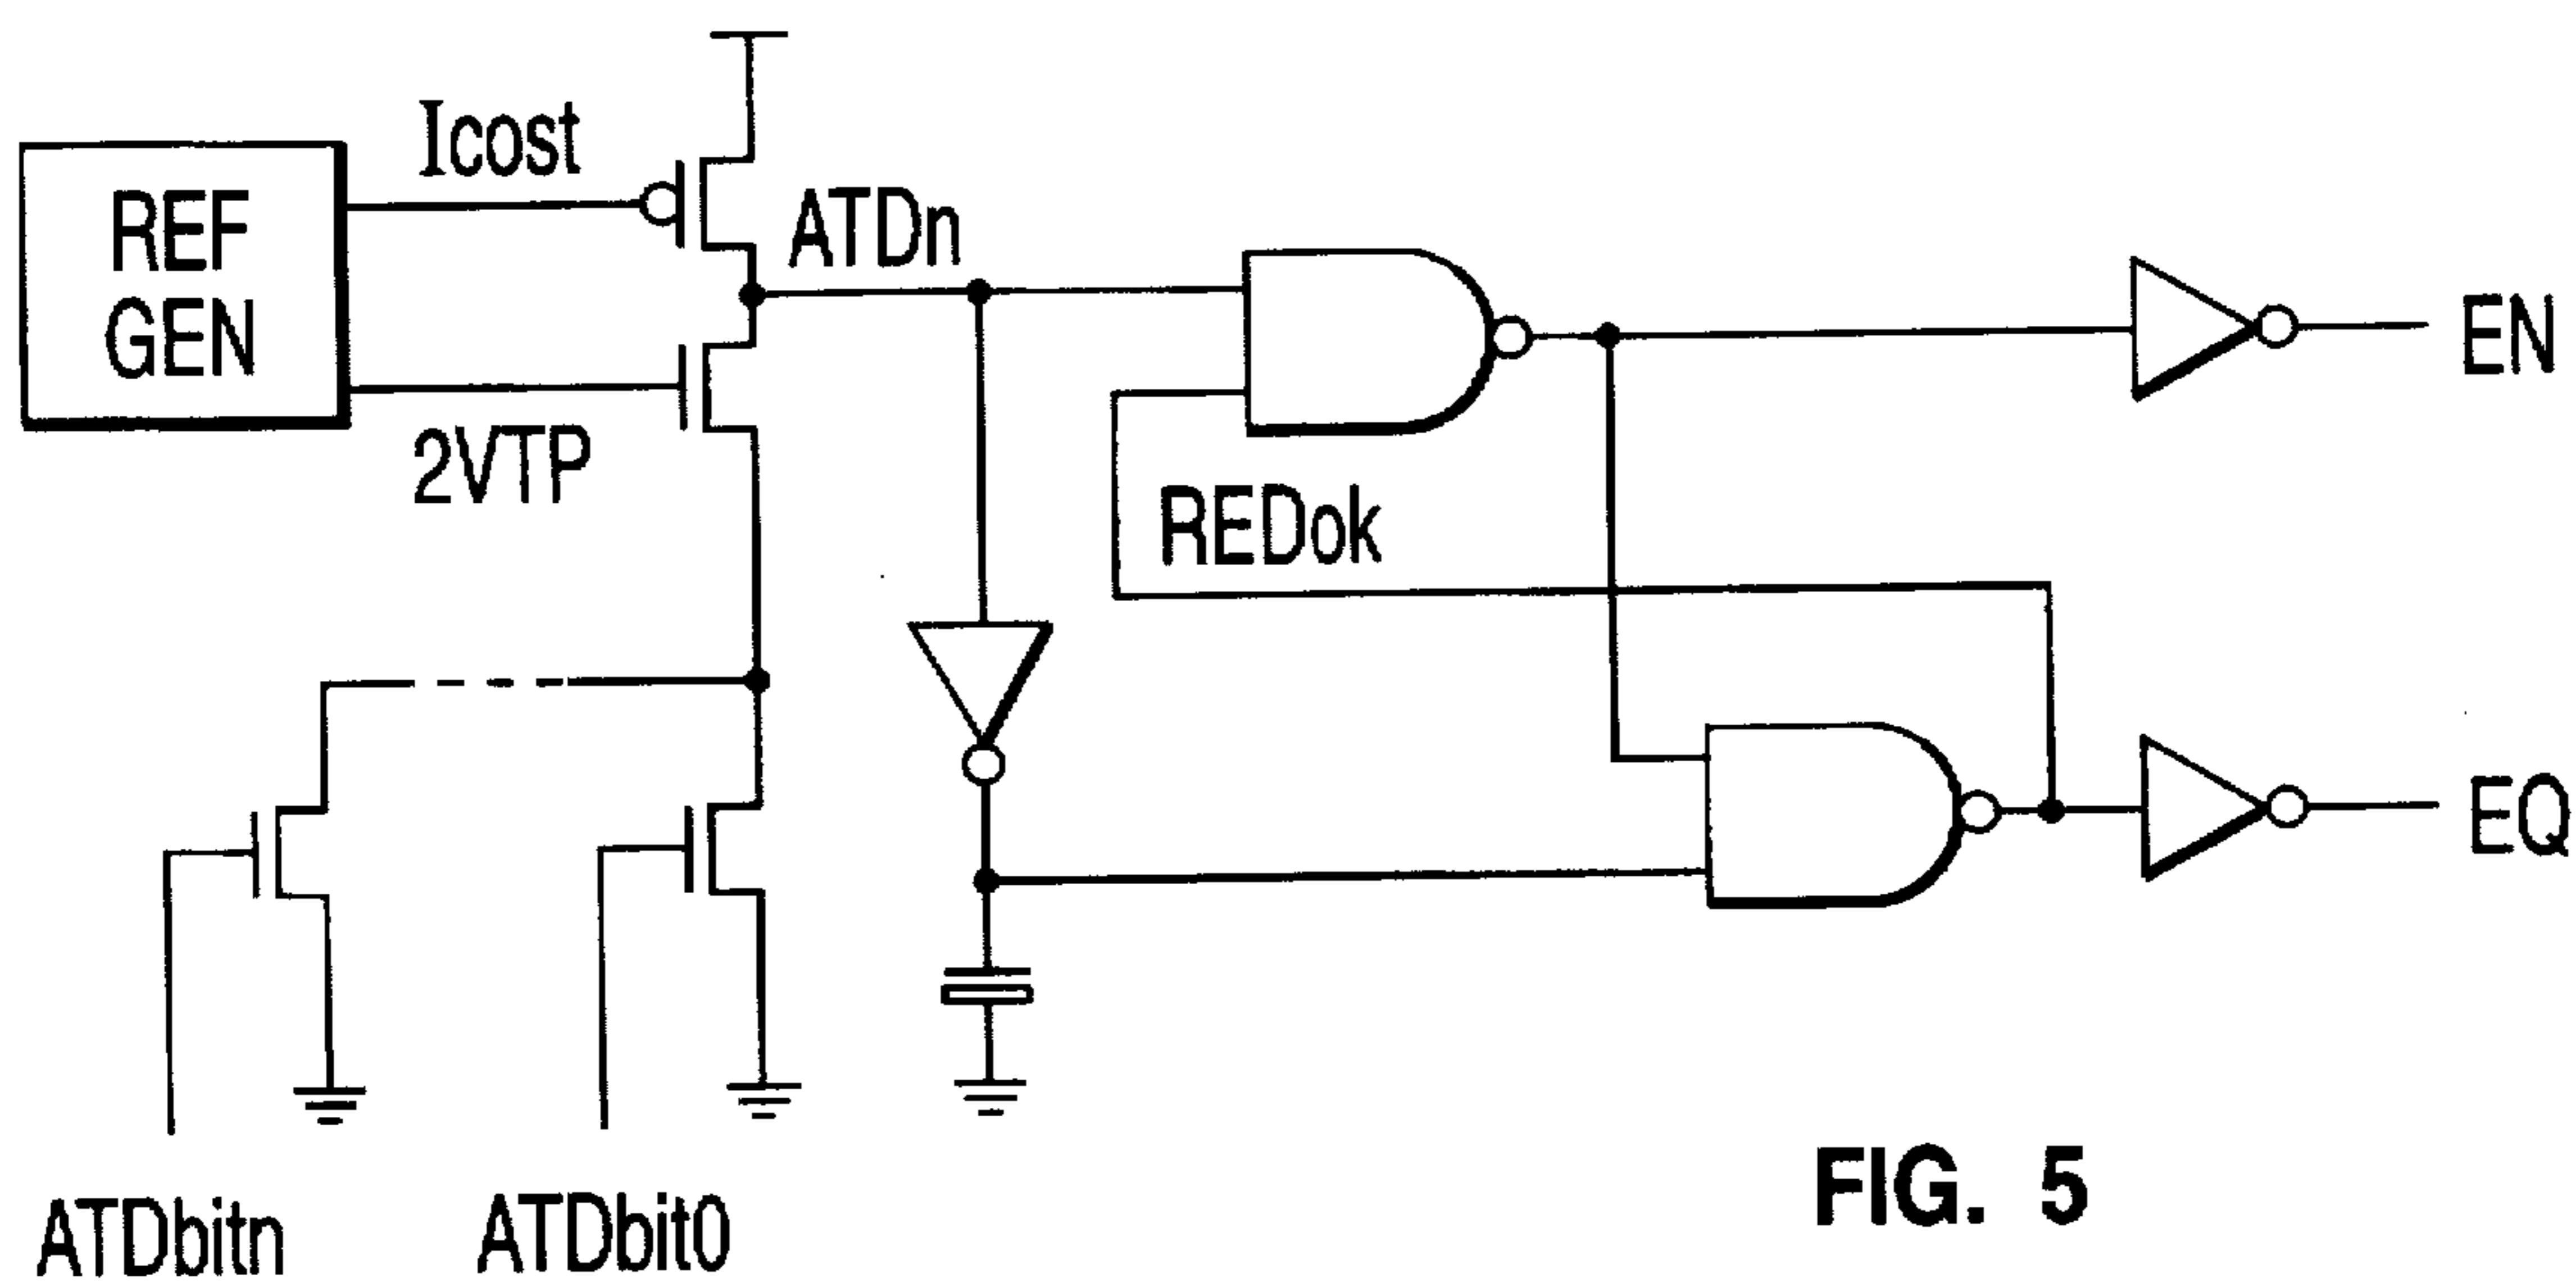 Icost
REF
GEN
ATDn
EN
2VTP
REDok
EQ
ATDbitn
ATDbit0
FIG. 5